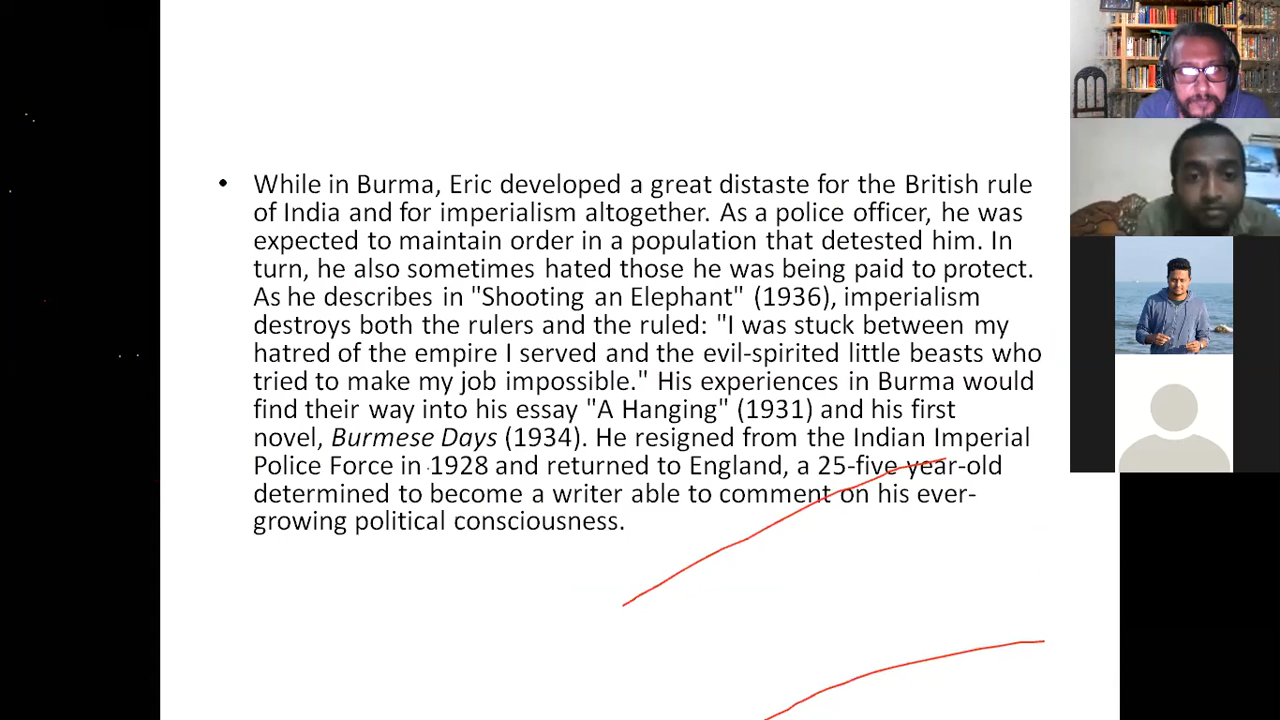 • While in Burma, Eric developed a great distaste for the British rule
of India and for imperialism altogether. As a police officer, he was
expected to maintain order in a population that detested him. In
turn, he also sometimes hated those he was being paid to protect.
As he describes in "Shooting an Elephant" (1936), imperialism
destroys both the rulers and the ruled: "I was stuck between my
hatred of the empire I served and the evil-spirited little beasts who
tried to make my job impossible." His experiences in Burma would
find their way into his essay "A Hanging" (1931) and his first
novel, Burmese Days (1934). He resigned from the Indian Imperial
Police Force in 1928 and returned to England, a 25-five year-old
determined to become a writer able to comment on his ever-
growing political consciousness.